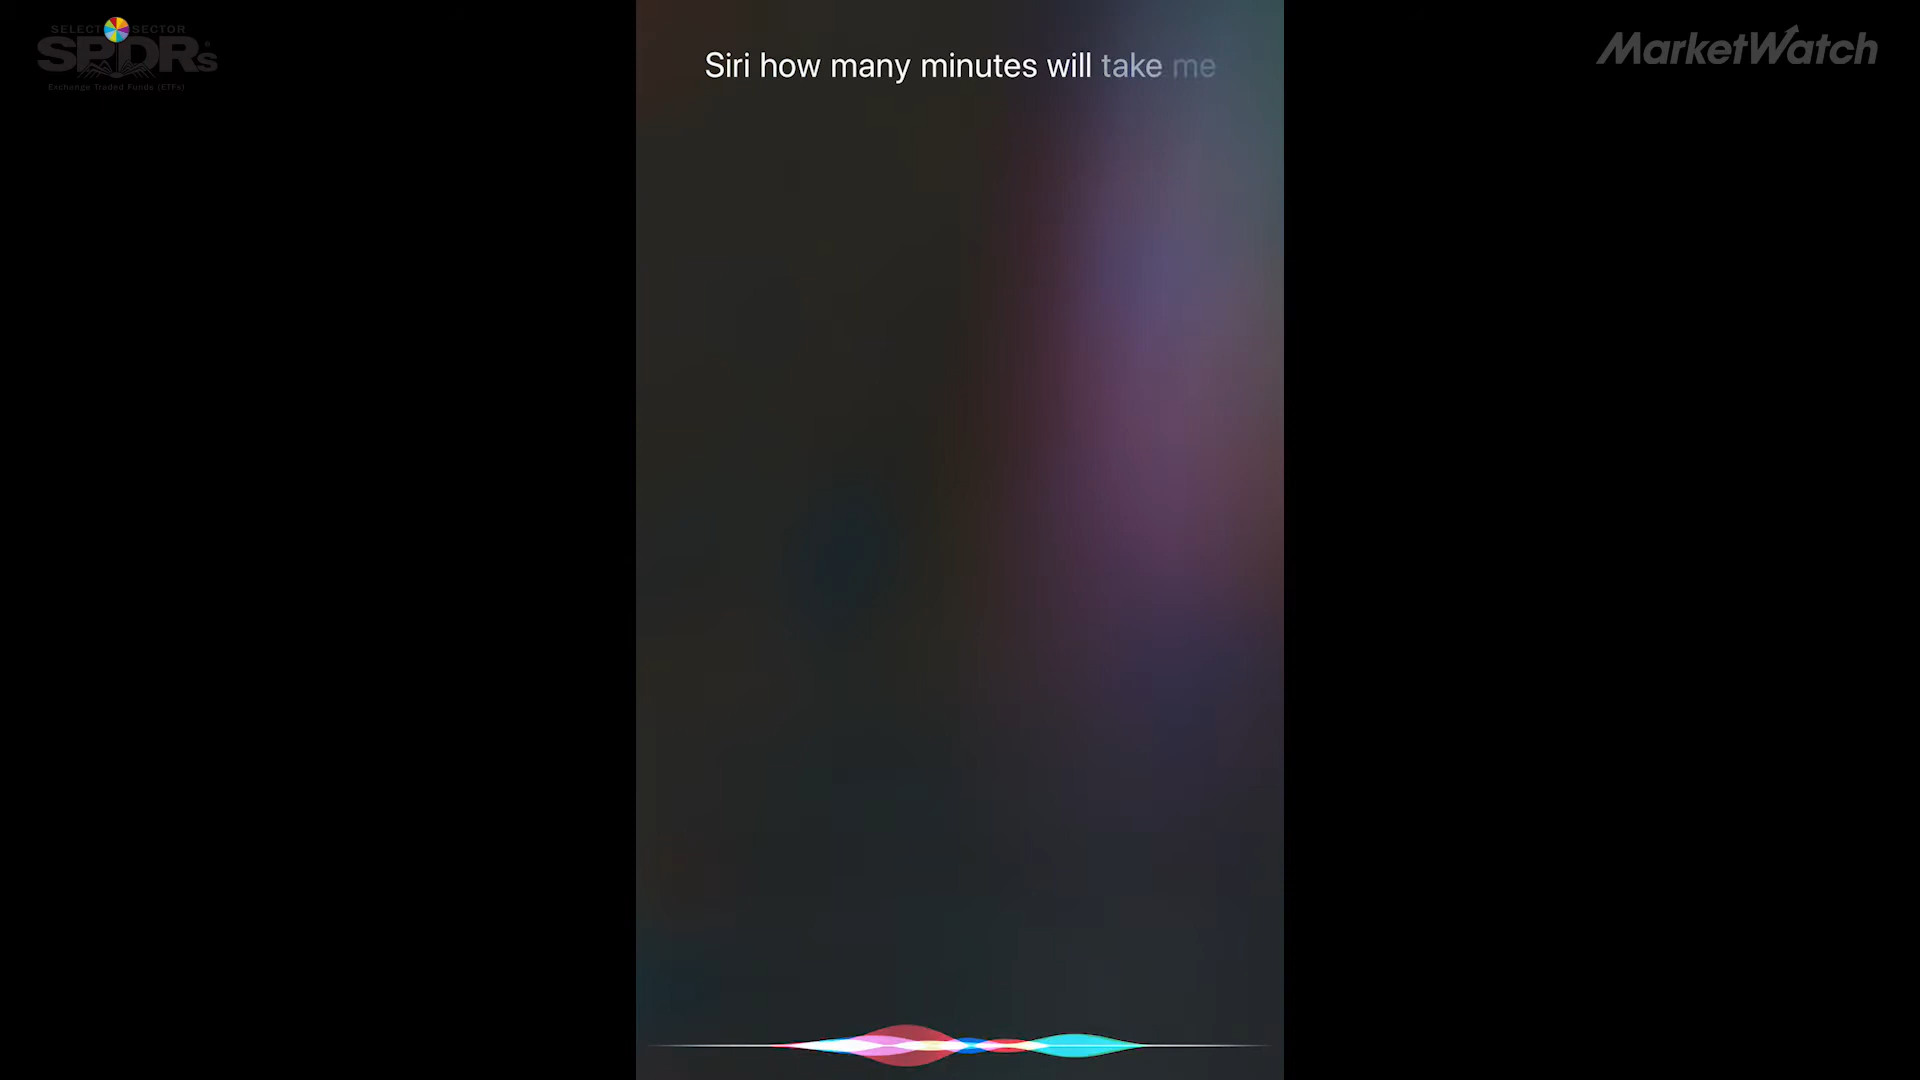 SELECT SECTOR
SPDRs
Exchange Traded Funds (ETFs)
MarketWatch
Siri how many minutes will take me